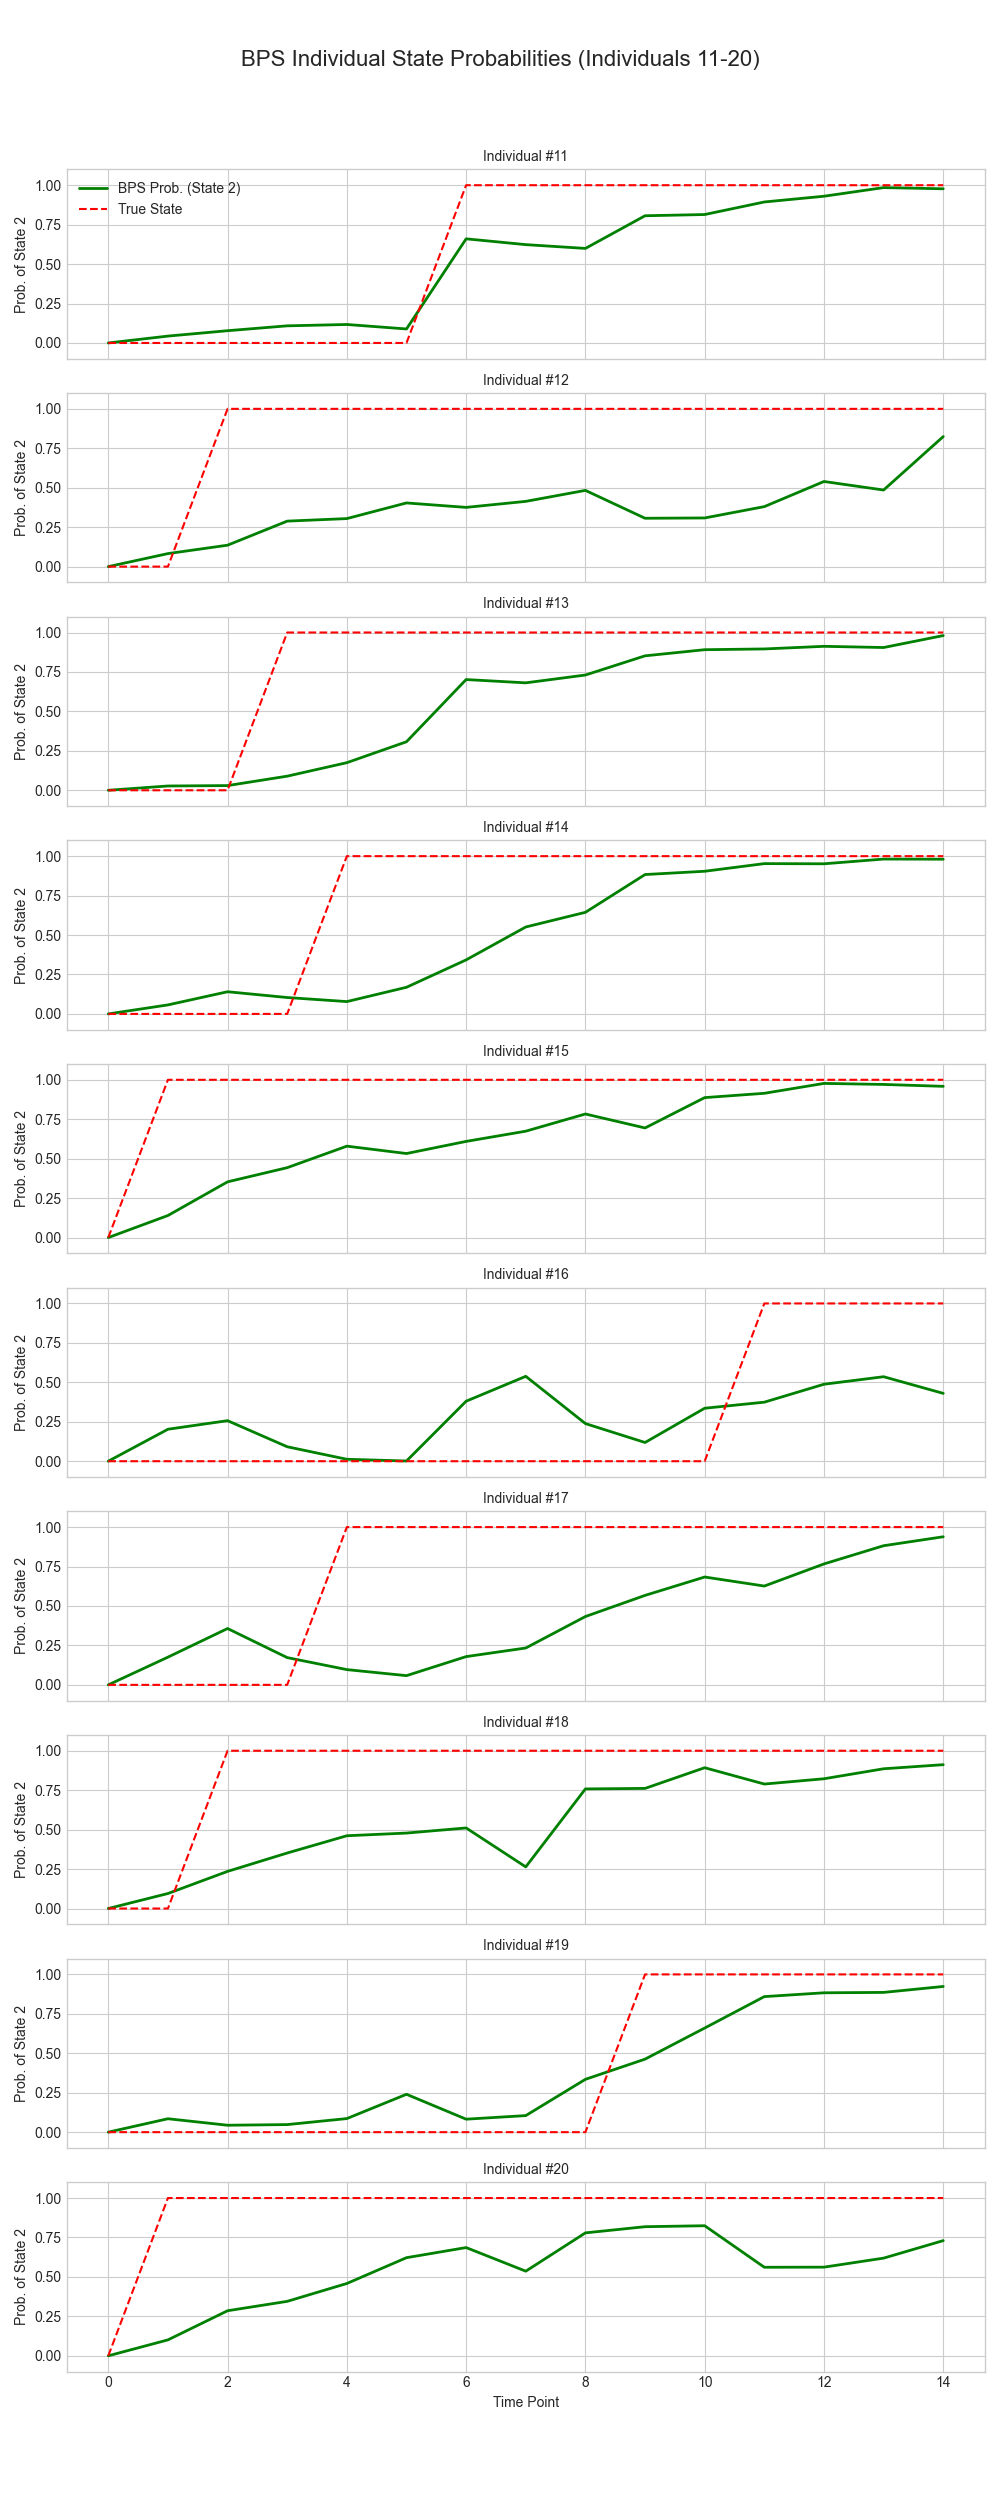 BPS Individual State Probabilities (Individuals 11-20)
Individual #11
1.00
0.75
0.50
0.25
0.00
Prob. of State 2
BPS Prob. (State 2)
True State
Individual #12
1.00
0.75
0.50
0.25
0.00
Prob. of State 2
Individual #13
1.00
0.75
0.50
0.25
0.00
Prob. of State 2
Individual #14
1.00
0.75
0.50
0.25
0.00
Prob. of State 2
Individual #15
1.00
0.75
0.50
0.25
0.00
Prob. of State 2
Individual #16
1.00
0.75
0.50
0.25
0.00
Prob. of State 2
Individual #17
1.00
0.75
0.50
0.25
0.00
Prob. of State 2
Individual #18
1.00
0.75
0.50
0.25
0.00
Prob. of State 2
Individual #19
1.00
0.75
0.50
0.25
0.00
Prob. of State 2
Individual #20
1.00
0.75
0.50
0.25
0.00
Prob. of State 2
0 2 4 6 8 10 12 14
Time Point